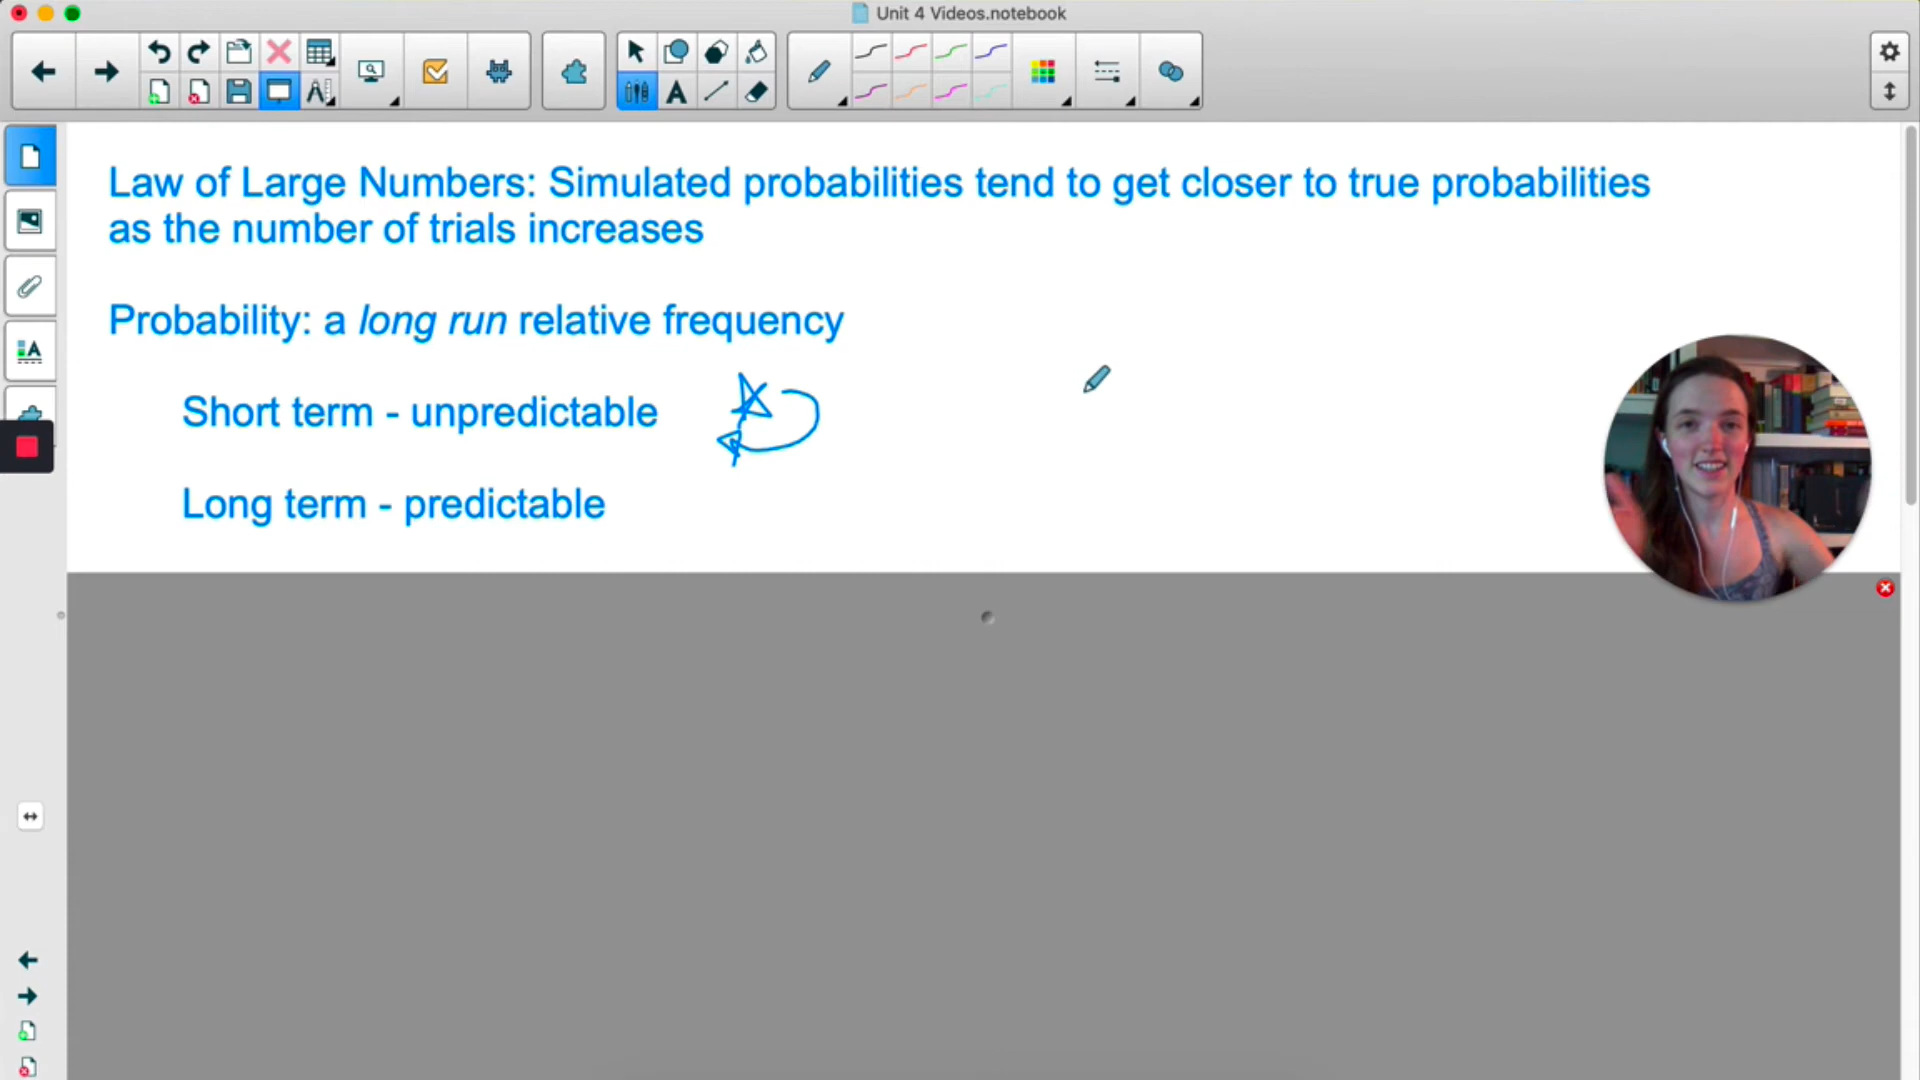 Unit 4 Videos.notebook
Law of Large Numbers: Simulated probabilities tend to get closer to true probabilities
as the number of trials increases
Probability: a long run relative frequency
Short term - unpredictable
Long term - predictable